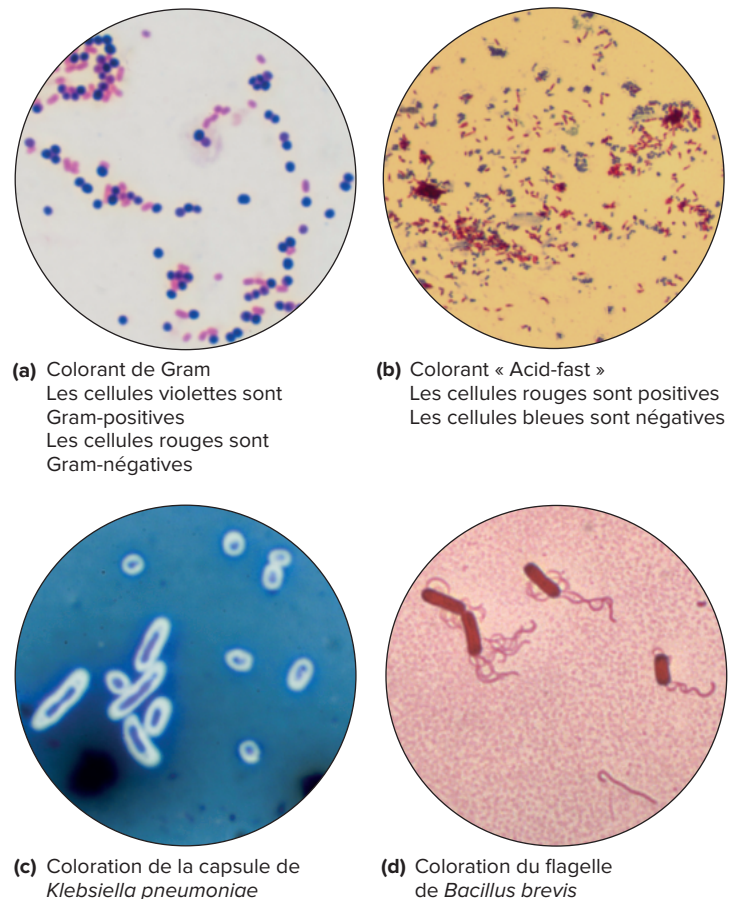 (a) Colorant de Gram
Les cellules violettes sont
Gram-positives
Les cellules rouges sont
Gram-négatives
(b) Colorant « Acid-fast »
Les cellules rouges sont positives
Les cellules bleues sont négatives
(c) Coloration de la capsule de
Klebsiella pneumoniae
(d) Coloration du flagelle
de Bacillus brevis